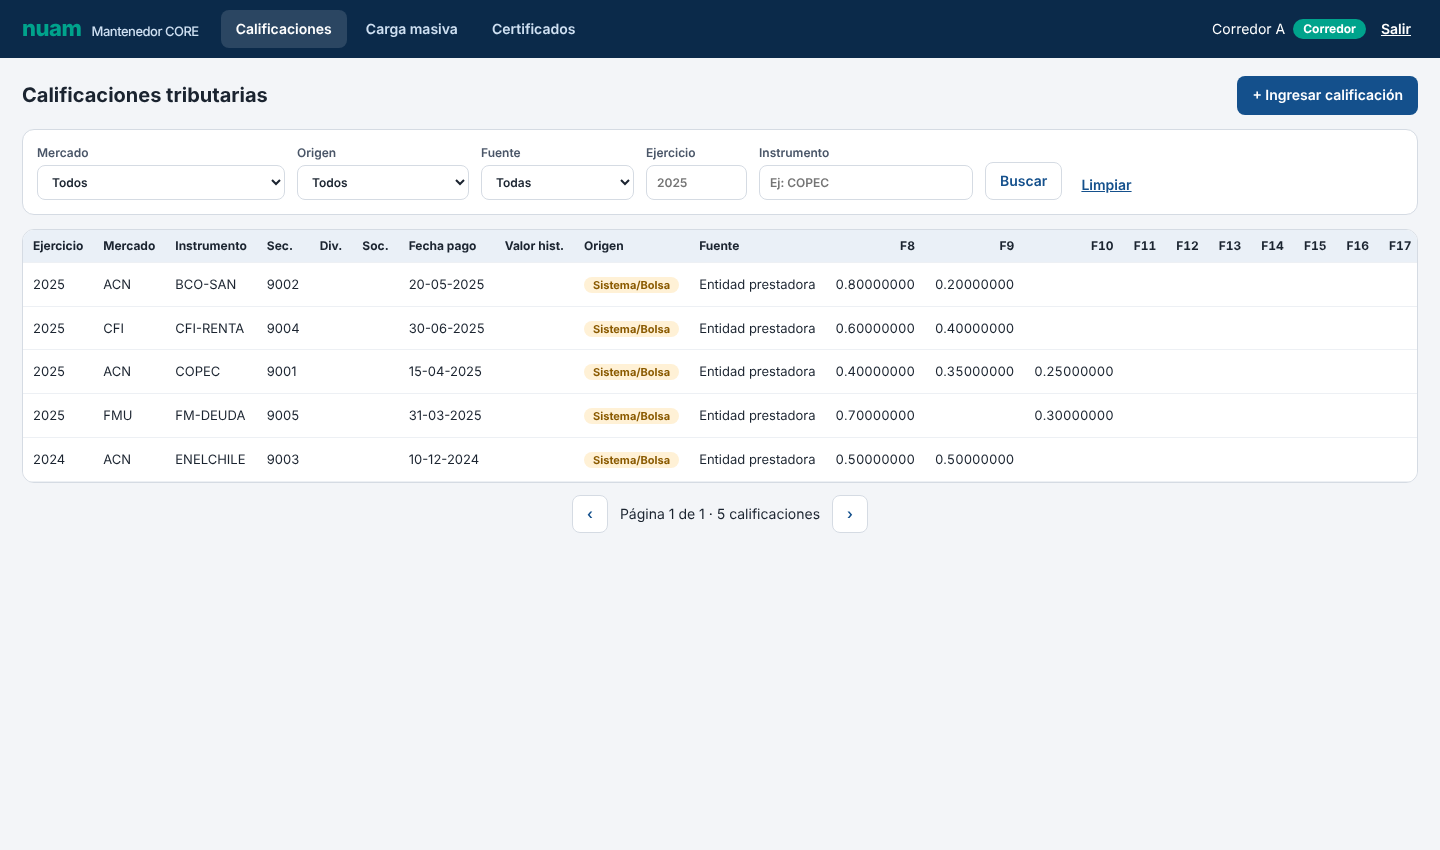 nuam Mantenedor CORE Calificaciones Carga masiva Certificados Corredor A Corredor Salir
Calificaciones tributarias + Ingresar calificación
Mercado Origen Fuente Ejercicio Instrumento
Todos Todos Todas 2025 Ej: COPEC Buscar Limpiar
Ejercicio Mercado Instrumento Sec. Div. Soc. Fecha pago Valor hist. Origen Fuente F8 F9 F10 F11 F12 F13 F14 F15 F16 F17
2025 ACN BCO-SAN 9002 20-05-2025 Sistema/Bolsa Entidad prestadora 0.80000000 0.20000000
2025 CFI CFI-RENTA 9004 30-06-2025 Sistema/Bolsa Entidad prestadora 0.60000000 0.40000000
2025 ACN COPEC 9001 15-04-2025 Sistema/Bolsa Entidad prestadora 0.40000000 0.35000000 0.25000000
2025 FMU FM-DEUDA 9005 31-03-2025 Sistema/Bolsa Entidad prestadora 0.70000000 0.30000000
2024 ACN ENELCHILE 9003 10-12-2024 Sistema/Bolsa Entidad prestadora 0.50000000 0.50000000
‹ Página 1 de 1 · 5 calificaciones ›